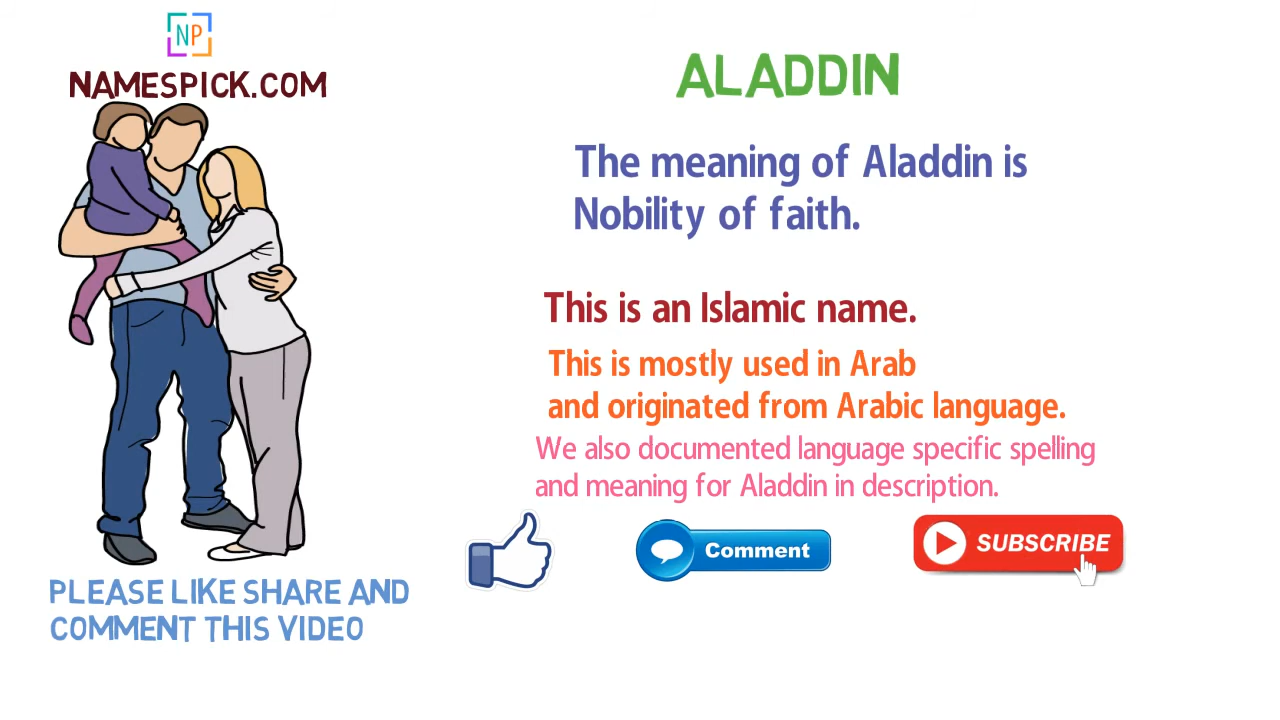 NP
NAMESPICK.COM
ALADDIN
The meaning of Aladdin is
Nobility of faith.
This is an Islamic name.
This is mostly used in Arab
and originated from Arabic language.
We also documented language specific spelling
and meaning for Aladdin in description.
Comment
SUBSCRIBE
PLEASE LIKE SHARE AND
COMMENT THIS VIDEO